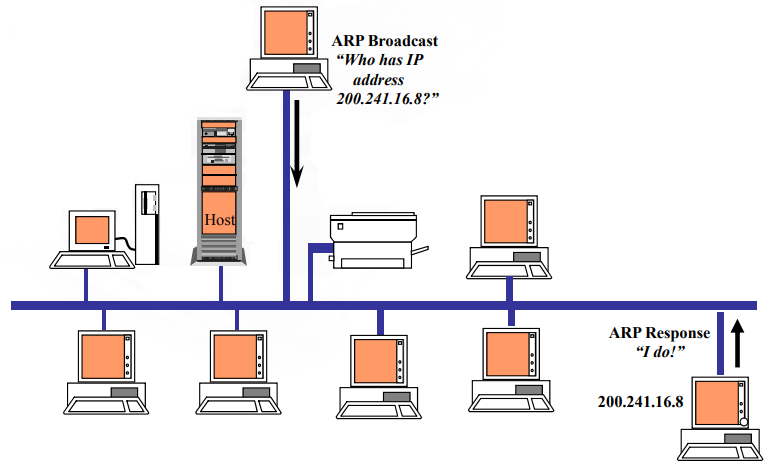 ARP Broadcast
“Who has IP
address
200.241.16.8?”
Host
ARP Response
“I do!”
200.241.16.8